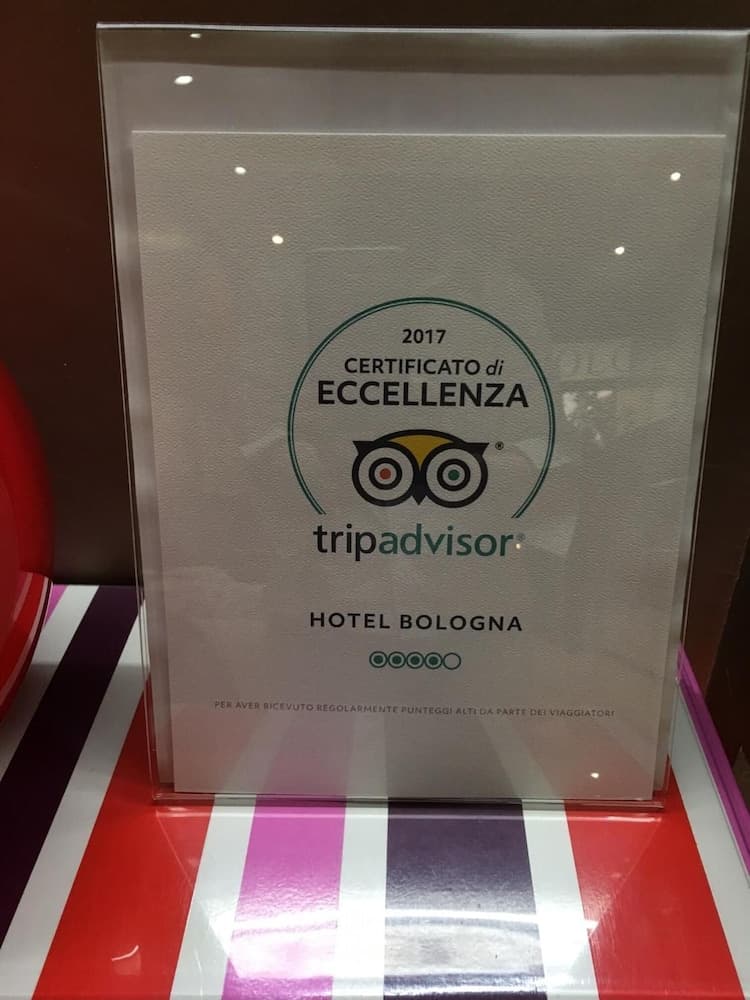 2017
CERTIFICATO di
ECCELLENZA
tripadvisor®
HOTEL BOLOGNA
PER AVER RICEVUTO REGOLARMENTE PUNTEGGI ALTI DA PARTE DEI VIAGGIATORI